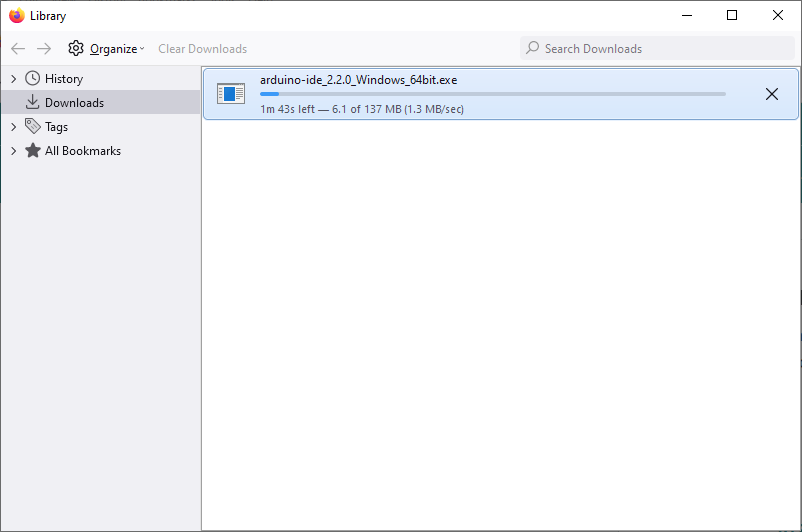 Library
Organize
Clear Downloads
Search Downloads
History
Downloads
Tags
All Bookmarks
arduino-ide_2.2.0_Windows_64bit.exe
1m 43s left — 6.1 of 137 MB (1.3 MB/sec)